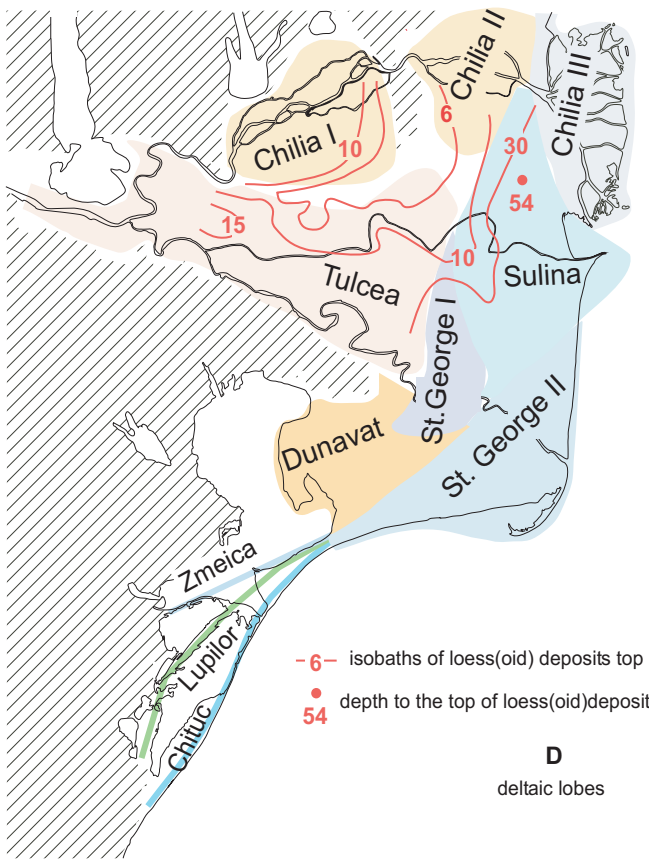 Chilia II
Chilia III
Chilia I
6
10
30
54
15
10
Tulcea
Sulina
St.George I
St. George II
Dunavat
Zmeica
Lupilor
Chituc
-6- isobaths of loess(oid) deposits top
depth to the top of loess(oid)deposit
54
D
deltaic lobes